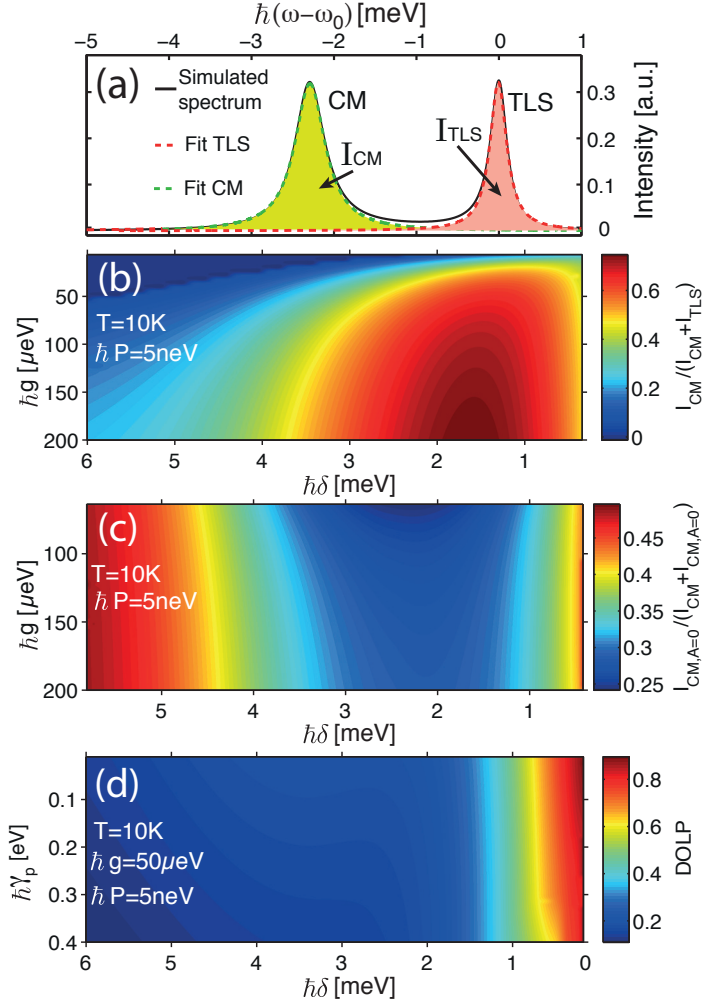 ħ(ω−ω₀) [meV]
-5 -4 -3 -2 -1 0 1
(a)
Simulated
spectrum
Fit TLS
Fit CM
CM
I_CM
TLS
I_TLS
0.3
0.2
0.1
0
Intensity [a.u.]
(b)
T=10K
ħ P=5neV
50
100
150
200
ħg [μeV]
6 5 4 3 2 1
ħδ [meV]
0.6
0.4
0.2
0
I_CM/(I_CM+I_TLS)
(c)
T=10K
ħ P=5neV
100
150
200
ħg [μeV]
5 4 3 2 1
ħδ [meV]
0.45
0.4
0.35
0.3
0.25
I_CM,A=0/(I_CM+I_CM,A=0)
(d)
T=10K
ħ g=50μeV
ħ P=5neV
0.1
0.2
0.3
0.4
ħγ_p [eV]
6 5 4 3 2 1 0
ħδ [meV]
0.8
0.6
0.4
0.2
DOLP